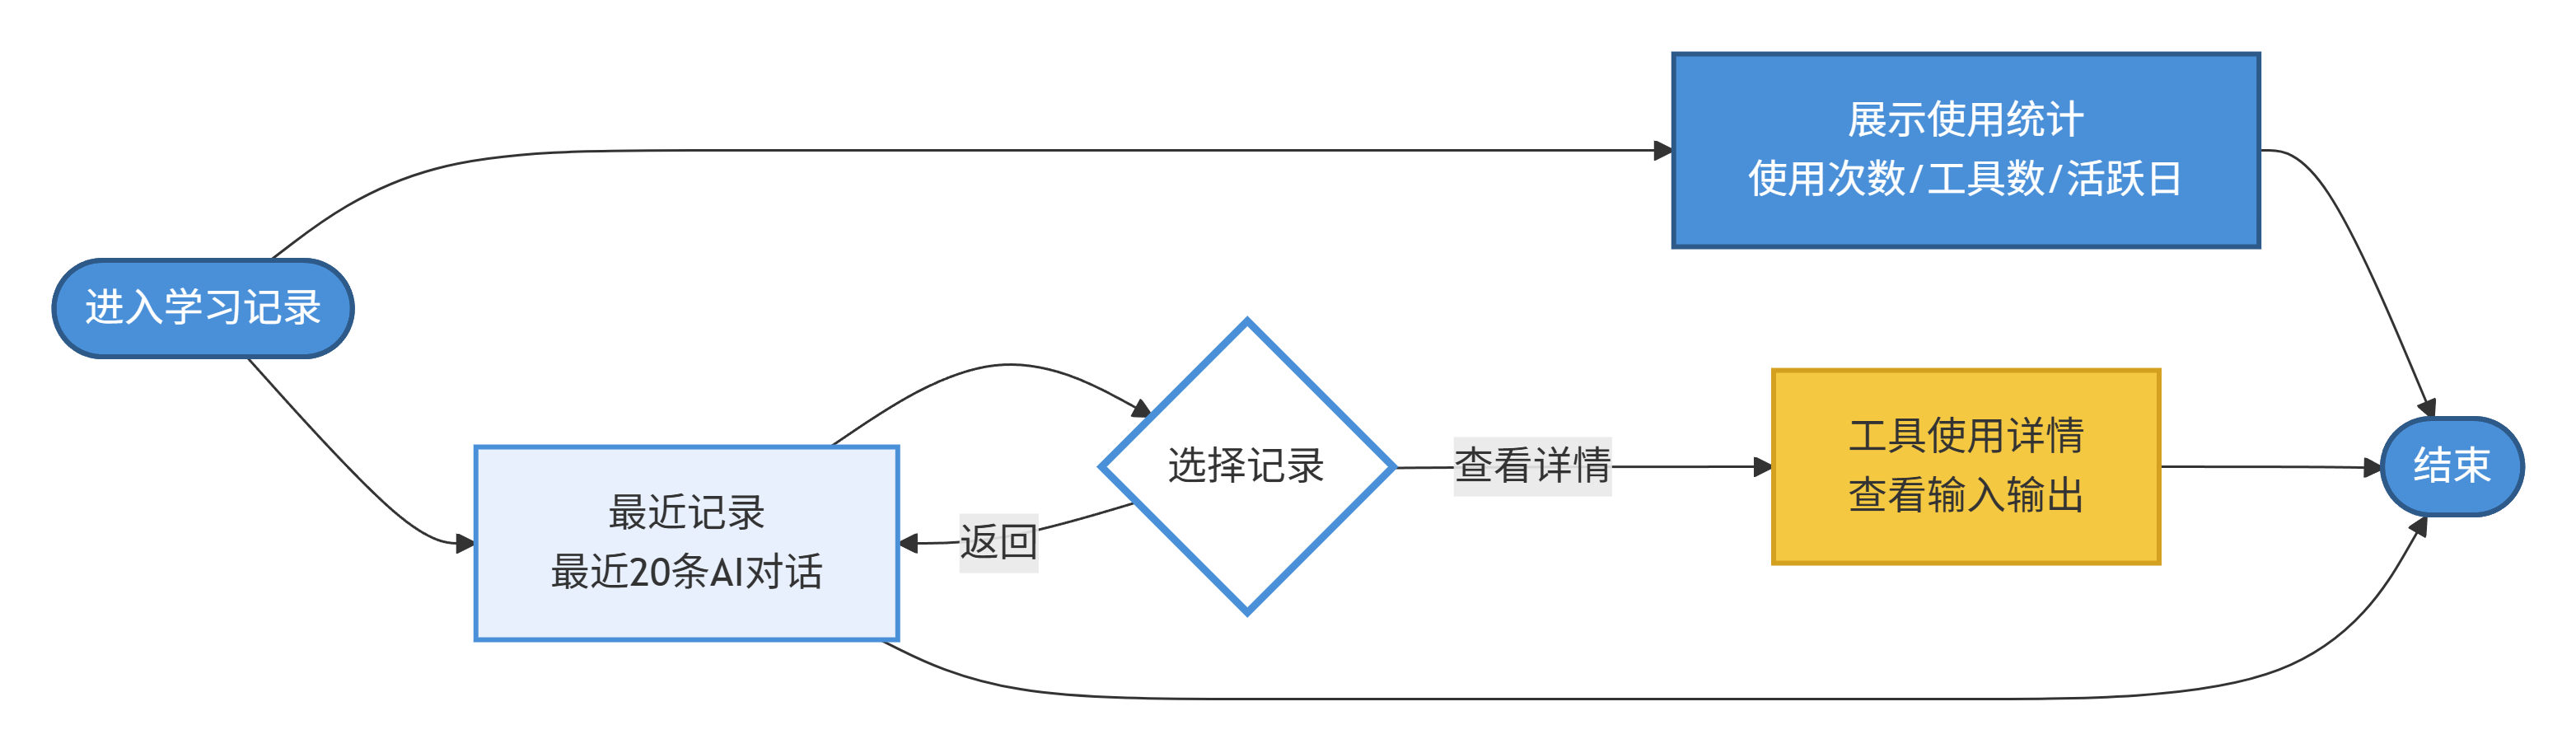 进入学习记录
展示使用统计
使用次数/工具数/活跃日
最近记录
最近20条AI对话
选择记录
返回
查看详情
工具使用详情
查看输入输出
结束